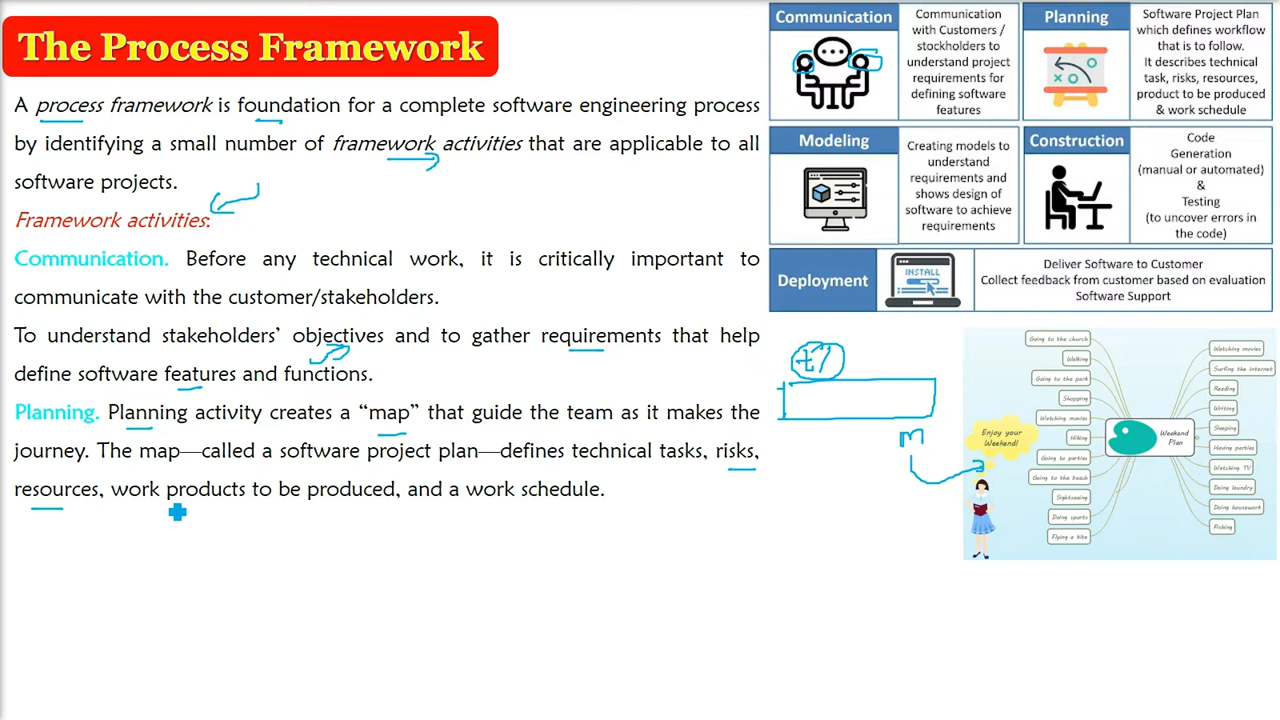 The Process Framework
A process framework is foundation for a complete software engineering process
by identifying a small number of framework activities that are applicable to all
software projects.
Framework activities:
Communication. Before any technical work, it is critically important to
communicate with the customer/stakeholders.
To understand stakeholders’ objectives and to gather requirements that help
define software features and functions.
Planning. Planning activity creates a “map” that guide the team as it makes the
journey. The map—called a software project plan—defines technical tasks, risks,
resources, work products to be produced, and a work schedule.
Communication
Communication
with Customers /
stockholders to
understand project
requirements for
defining software
features
Planning
Software Project Plan
which defines workflow
that is to follow.
It describes technical
task, risks, resources,
product to be produced
& work schedule
Modeling
Creating models to
understand
requirements and
shows design of
software to achieve
requirements
Construction
Code
Generation
(manual or automated)
&
Testing
(to uncover errors in
the code)
Deployment
INSTALL
Deliver Software to Customer
Collect feedback from customer based on evaluation
Software Support
m
Enjoy your
Weekend!
Going to the church
Walking
Going to the park
Shopping
Watching movies
Hiking
Going to parties
Going to the beach
Sightseeing
Doing sports
Flying a kite
Weekend
Plan
Watching movies
Surfing the internet
Reading
Writing
Sleeping
Having parties
Watching TV
Doing laundry
Doing housework
Fishing